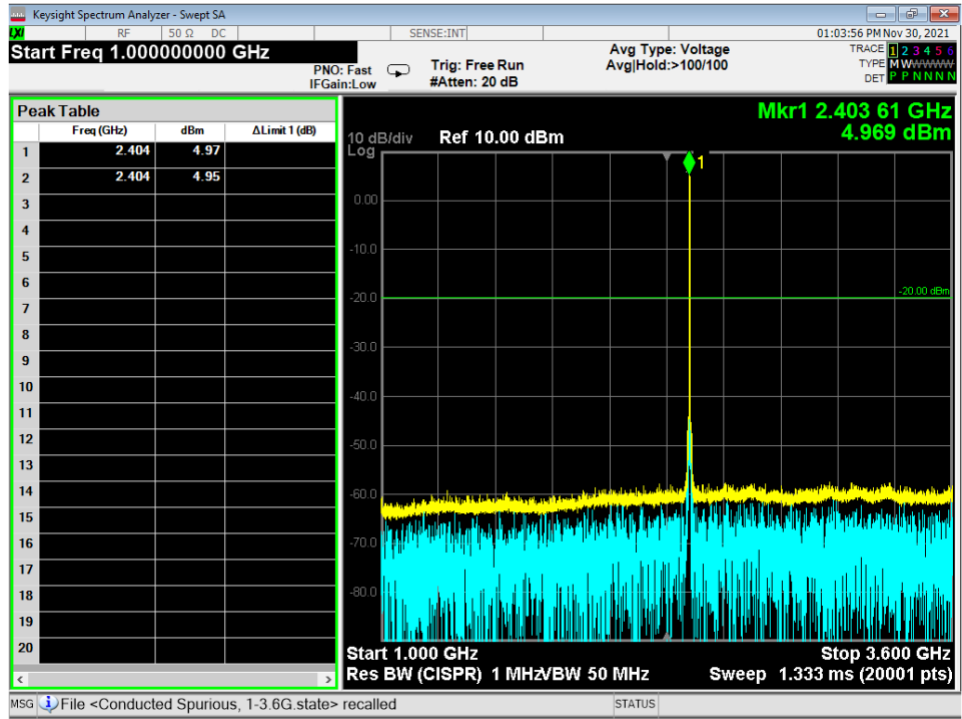 Keysight Spectrum Analyzer - Swept SA
LXI RF 50 Ω DC SENSE:INT 01:03:56 PM Nov 30, 2021
Start Freq 1.000000000 GHz
PNO: Fast
IFGain:Low
Trig: Free Run
#Atten: 20 dB
Avg Type: Voltage
Avg|Hold:>100/100
TRACE 1 2 3 4 5 6
TYPE M W W W W W
DET P P N N N N
Peak Table
Freq (GHz) dBm ΔLimit 1 (dB)
1 2.404 4.97
2 2.404 4.95
3
4
5
6
7
8
9
10
11
12
13
14
15
16
17
18
19
20
Mkr1 2.403 61 GHz
4.969 dBm
10 dB/div Ref 10.00 dBm
Log
1
0.00
-10.0
-20.0
-20.00 dBm
-30.0
-40.0
-50.0
-60.0
-70.0
-80.0
Start 1.000 GHz Stop 3.600 GHz
Res BW (CISPR) 1 MHz VBW 50 MHz Sweep 1.333 ms (20001 pts)
MSG File <Conducted Spurious, 1-3.6G.state> recalled STATUS